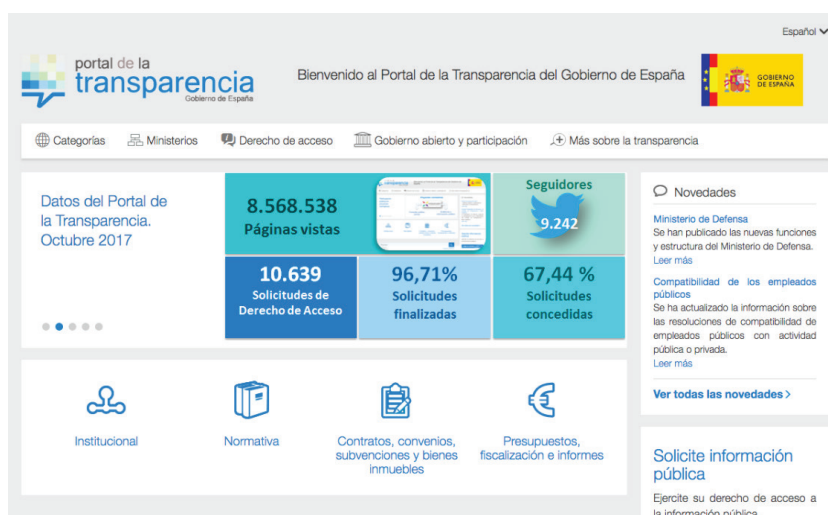 Español
portal de la
transparencia
Gobierno de España
Bienvenido al Portal de la Transparencia del Gobierno de España
GOBIERNO
DE ESPAÑA
Categorías
Ministerios
Derecho de acceso
Gobierno abierto y participación
Más sobre la transparencia
Datos del Portal de
la Transparencia.
Octubre 2017
8.568.538
Páginas vistas
Seguidores
9.242
10.639
Solicitudes de
Derecho de Acceso
96,71%
Solicitudes
finalizadas
67,44 %
Solicitudes
concedidas
Novedades
Ministerio de Defensa
Se han publicado las nuevas funciones
y estructura del Ministerio de Defensa.
Leer más
Compatibilidad de los empleados
públicos
Se ha actualizado la información sobre
las resoluciones de compatibilidad de
empleados públicos con actividad
pública o privada.
Leer más
Ver todas las novedades
Institucional
Normativa
Contratos, convenios,
subvenciones y bienes
inmuebles
Presupuestos,
fiscalización e informes
Solicite información
pública
Ejercite su derecho de acceso a
la información pública